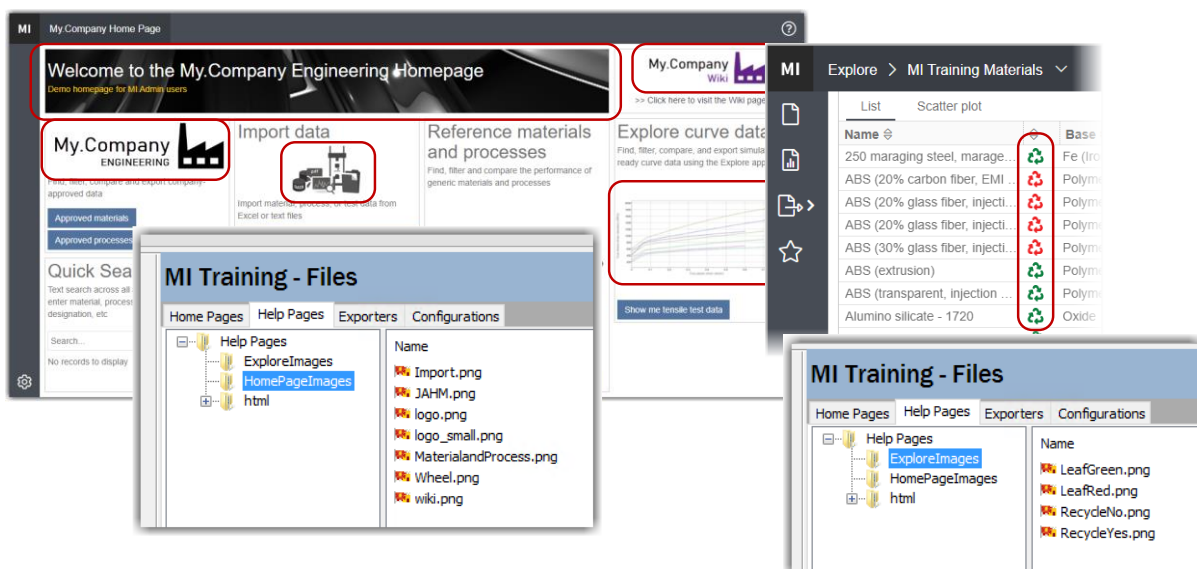 MI My.Company Home Page
Welcome to the My.Company Engineering Homepage
Demo homepage for MI Admin users
My.Company
Wiki
>> Click here to visit the Wiki page
My.Company
ENGINEERING
Find, filter, compare and export company-
approved data
Approved materials
Approved processes
Import data
Import material, process, or test data from
Excel or text files
Reference materials
and processes
Find, filter and compare the performance of
generic materials and processes
Explore curve data
Find, filter, compare, and export simula
ready curve data using the Explore app
Show me tensile test data
Quick Sea
Text search across all
enter material, process
designation, etc
Search...
No records to display
MI Training - Files
Home Pages Help Pages Exporters Configurations
Help Pages
ExploreImages
HomePageImages
html
Name
Import.png
JAHM.png
logo.png
logo_small.png
MaterialandProcess.png
Wheel.png
wiki.png
MI Explore > MI Training Materials
List Scatter plot
Name Base
250 maraging steel, marage... Fe (Iro
ABS (20% carbon fiber, EMI ... Polyme
ABS (20% glass fiber, injecti... Polyme
ABS (20% glass fiber, injecti... Polyme
ABS (30% glass fiber, injecti... Polyme
ABS (extrusion) Polyme
ABS (transparent, injection ... Polyme
Alumino silicate - 1720 Oxide
MI Training - Files
Home Pages Help Pages Exporters Configurations
Help Pages
ExploreImages
HomePageImages
html
Name
LeafGreen.png
LeafRed.png
RecycleNo.png
RecycleYes.png